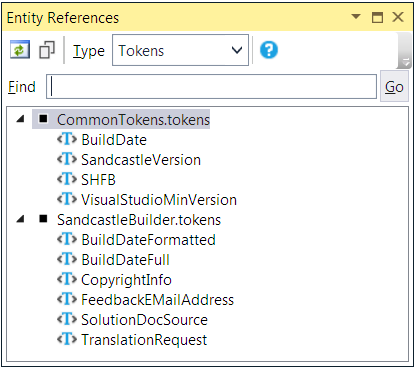 Entity References
Type Tokens
Find Go
CommonTokens.tokens
<T> BuildDate
<T> SandcastleVersion
<T> SHFB
<T> VisualStudioMinVersion
SandcastleBuilder.tokens
<T> BuildDateFormatted
<T> BuildDateFull
<T> CopyrightInfo
<T> FeedbackEMailAddress
<T> SolutionDocSource
<T> TranslationRequest